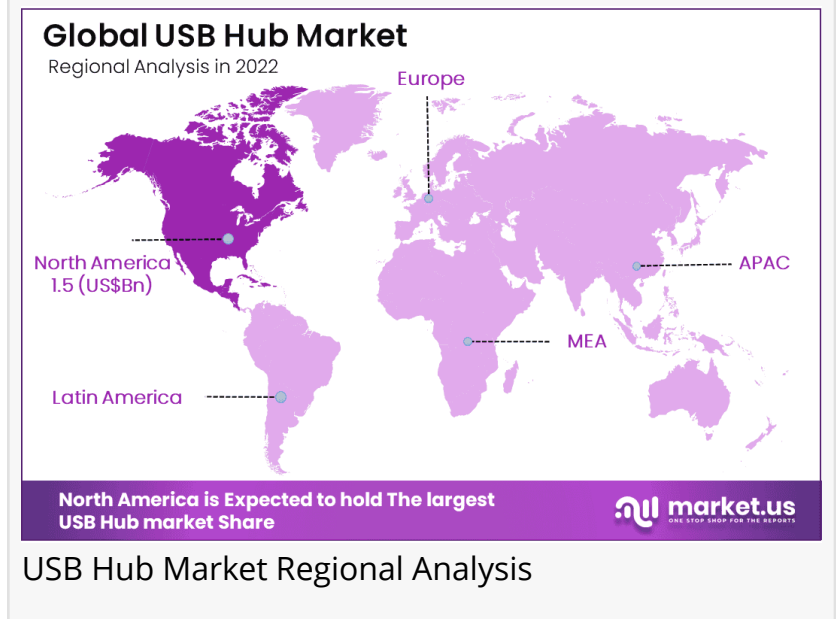 Global USB Hub Market
Regional Analysis in 2022
Europe
North America
1.5 (US$Bn)
APAC
MEA
Latin America
North America is Expected to hold The largest
USB Hub market Share
market.us
ONE STOP SHOP FOR THE REPORTS
USB Hub Market Regional Analysis